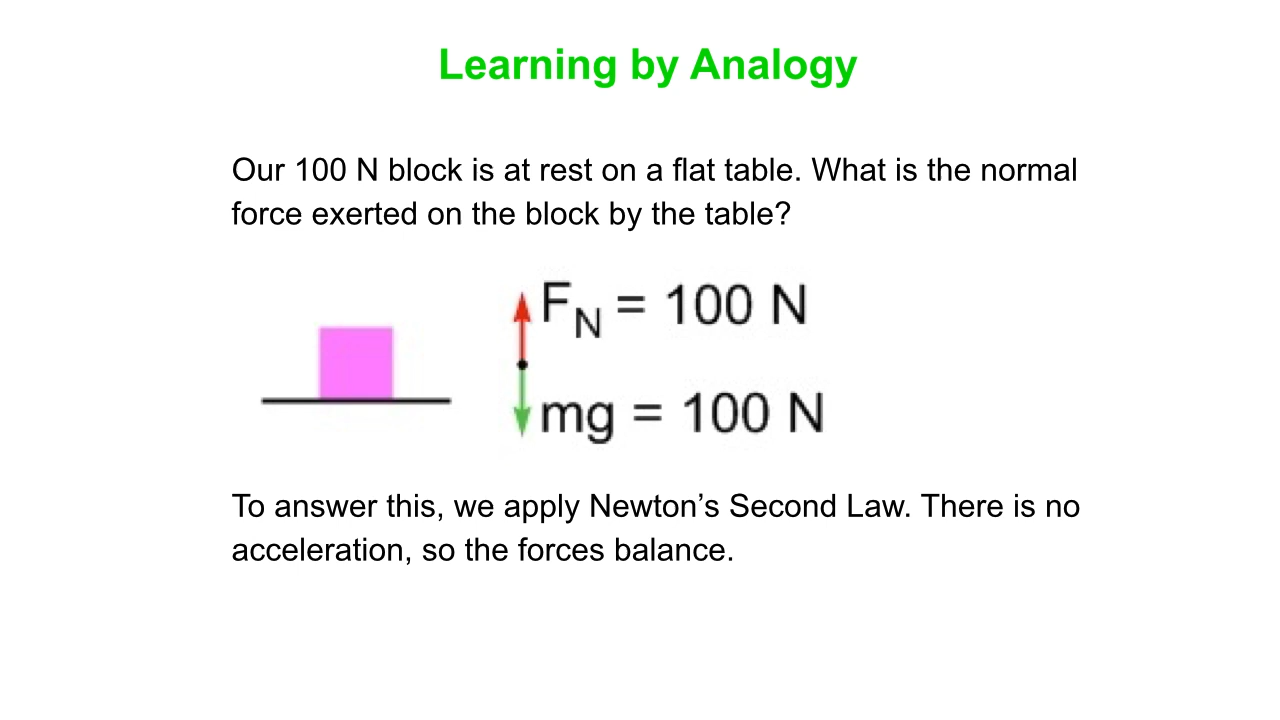 Learning by Analogy
Our 100 N block is at rest on a flat table. What is the normal
force exerted on the block by the table?
F_N = 100 N
mg = 100 N
To answer this, we apply Newton’s Second Law. There is no
acceleration, so the forces balance.